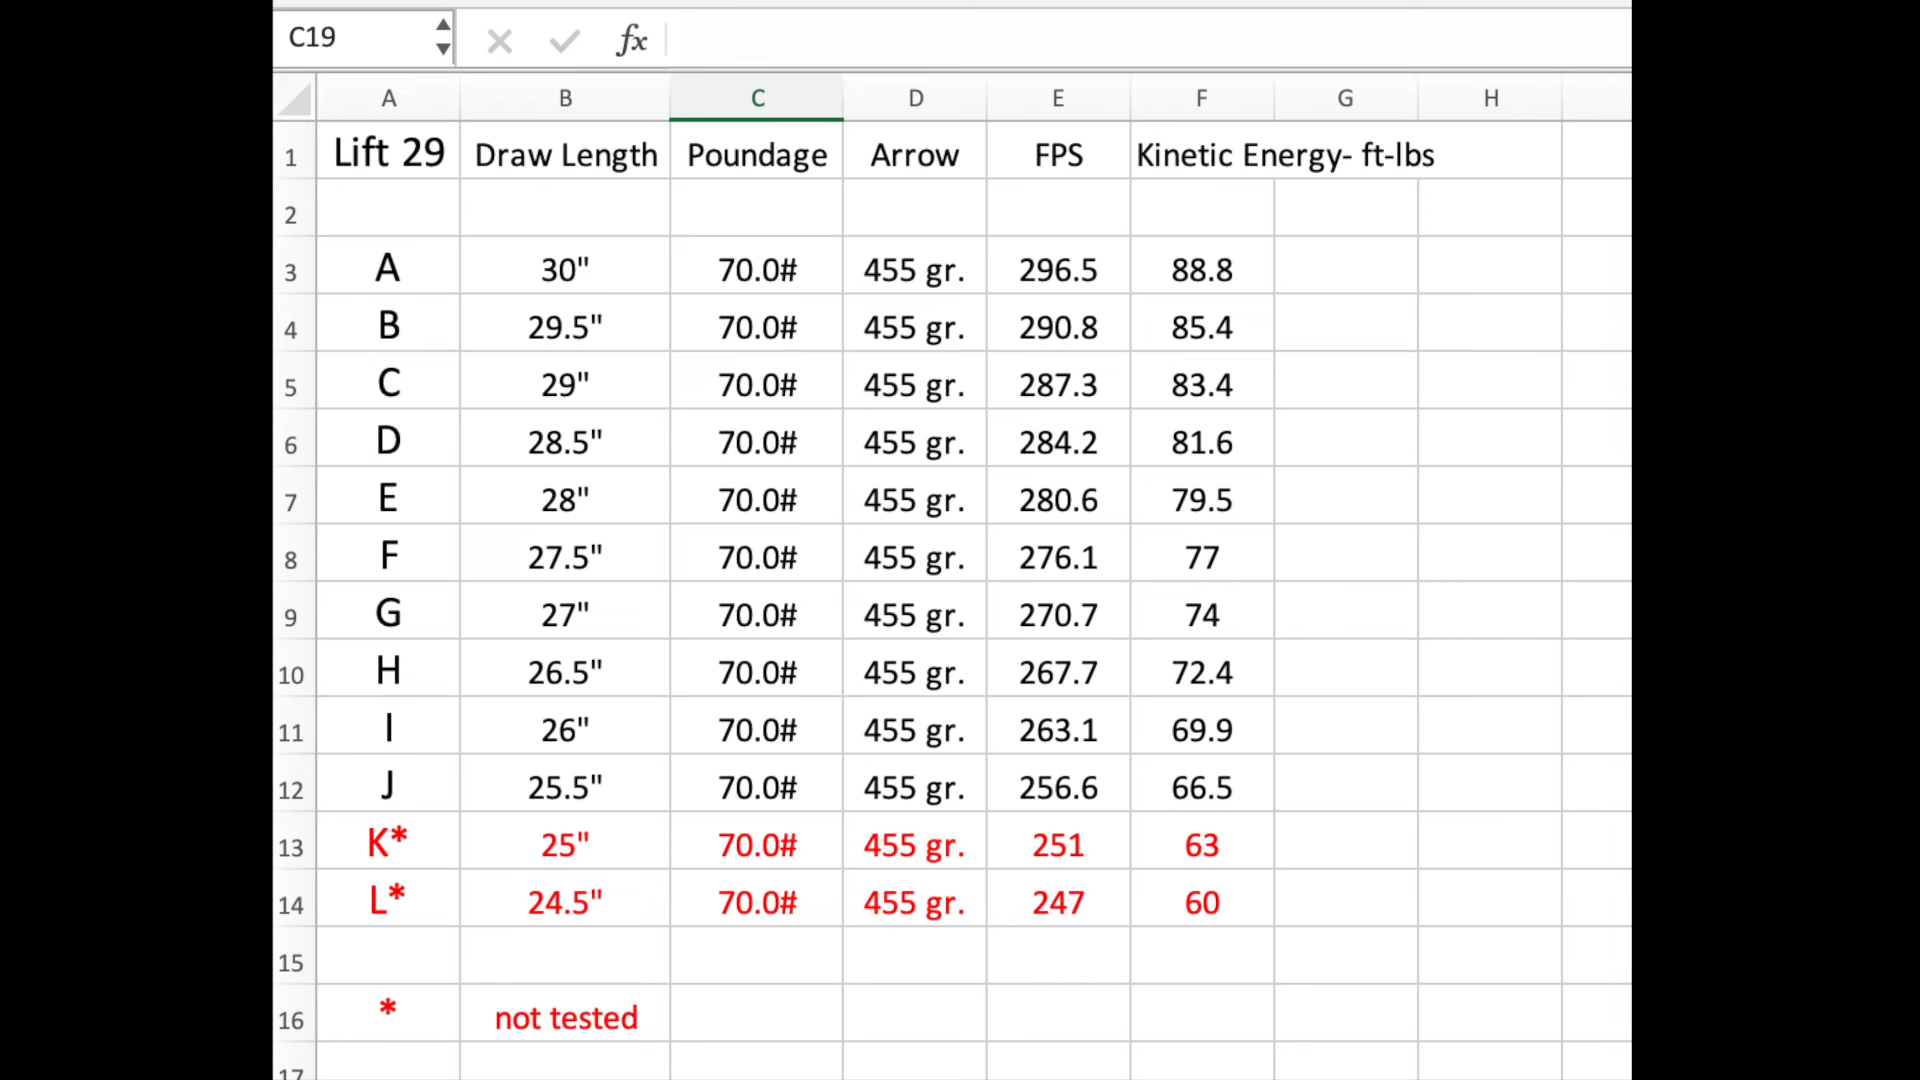 C19 fx
A B C D E F G H
1 Lift 29 Draw Length Poundage Arrow FPS Kinetic Energy- ft-lbs
2
3 A 30" 70.0# 455 gr. 296.5 88.8
4 B 29.5" 70.0# 455 gr. 290.8 85.4
5 C 29" 70.0# 455 gr. 287.3 83.4
6 D 28.5" 70.0# 455 gr. 284.2 81.6
7 E 28" 70.0# 455 gr. 280.6 79.5
8 F 27.5" 70.0# 455 gr. 276.1 77
9 G 27" 70.0# 455 gr. 270.7 74
10 H 26.5" 70.0# 455 gr. 267.7 72.4
11 I 26" 70.0# 455 gr. 263.1 69.9
12 J 25.5" 70.0# 455 gr. 256.6 66.5
13 K* 25" 70.0# 455 gr. 251 63
14 L* 24.5" 70.0# 455 gr. 247 60
15
16 * not tested
17